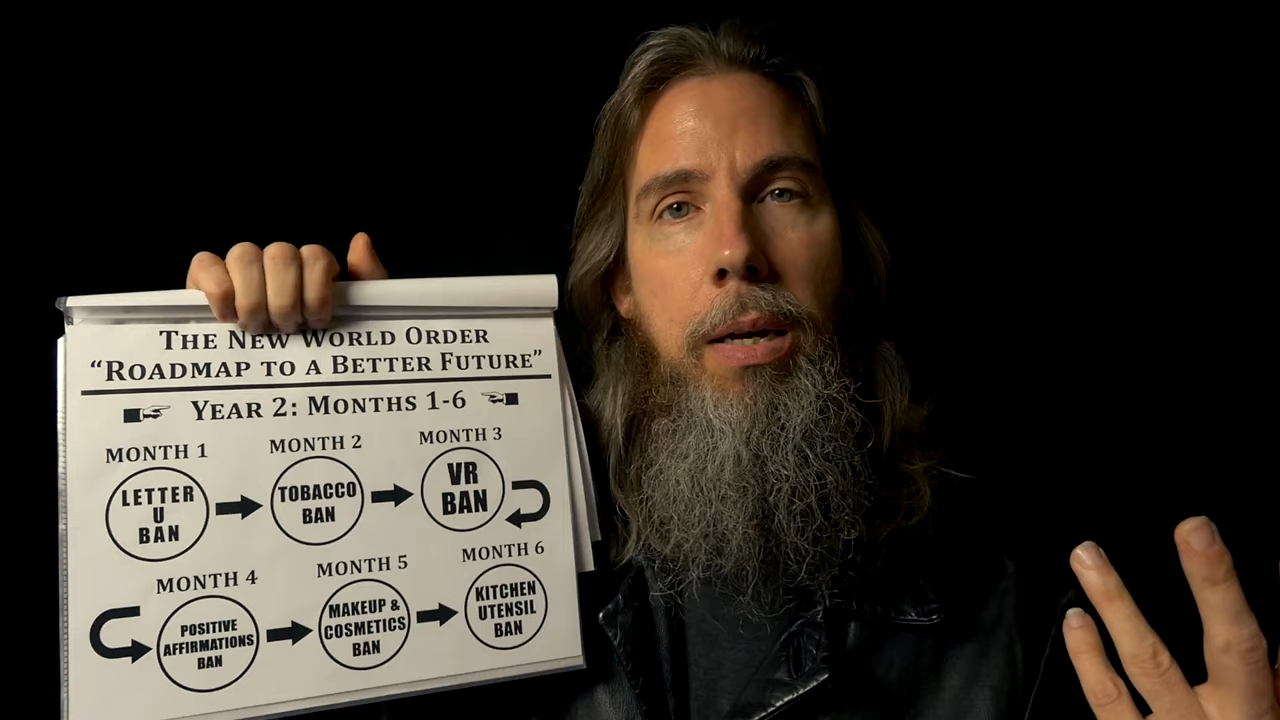 THE NEW WORLD ORDER
"ROADMAP TO A BETTER FUTURE"
YEAR 2: MONTHS 1-6
MONTH 1
LETTER
U
BAN
MONTH 2
TOBACCO
BAN
MONTH 3
VR
BAN
MONTH 4
POSITIVE
AFFIRMATIONS
BAN
MONTH 5
MAKEUP &
COSMETICS
BAN
MONTH 6
KITCHEN
UTENSIL
BAN